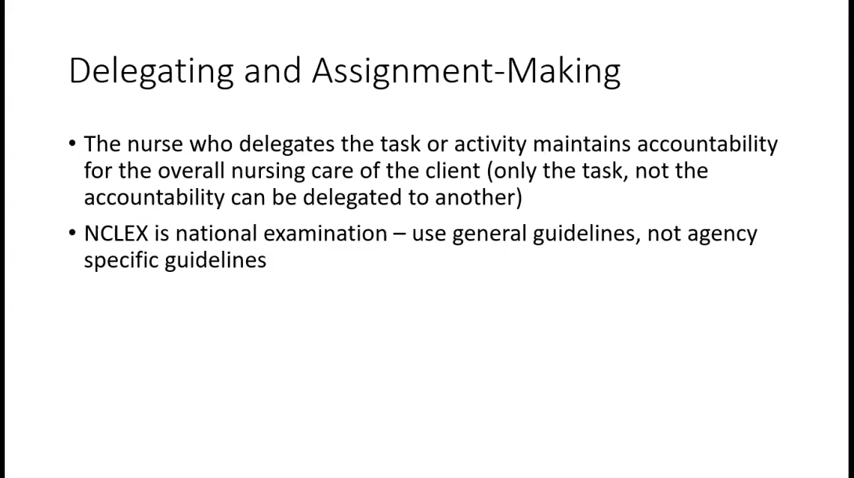 Delegating and Assignment-Making
• The nurse who delegates the task or activity maintains accountability
for the overall nursing care of the client (only the task, not the
accountability can be delegated to another)
• NCLEX is national examination – use general guidelines, not agency
specific guidelines